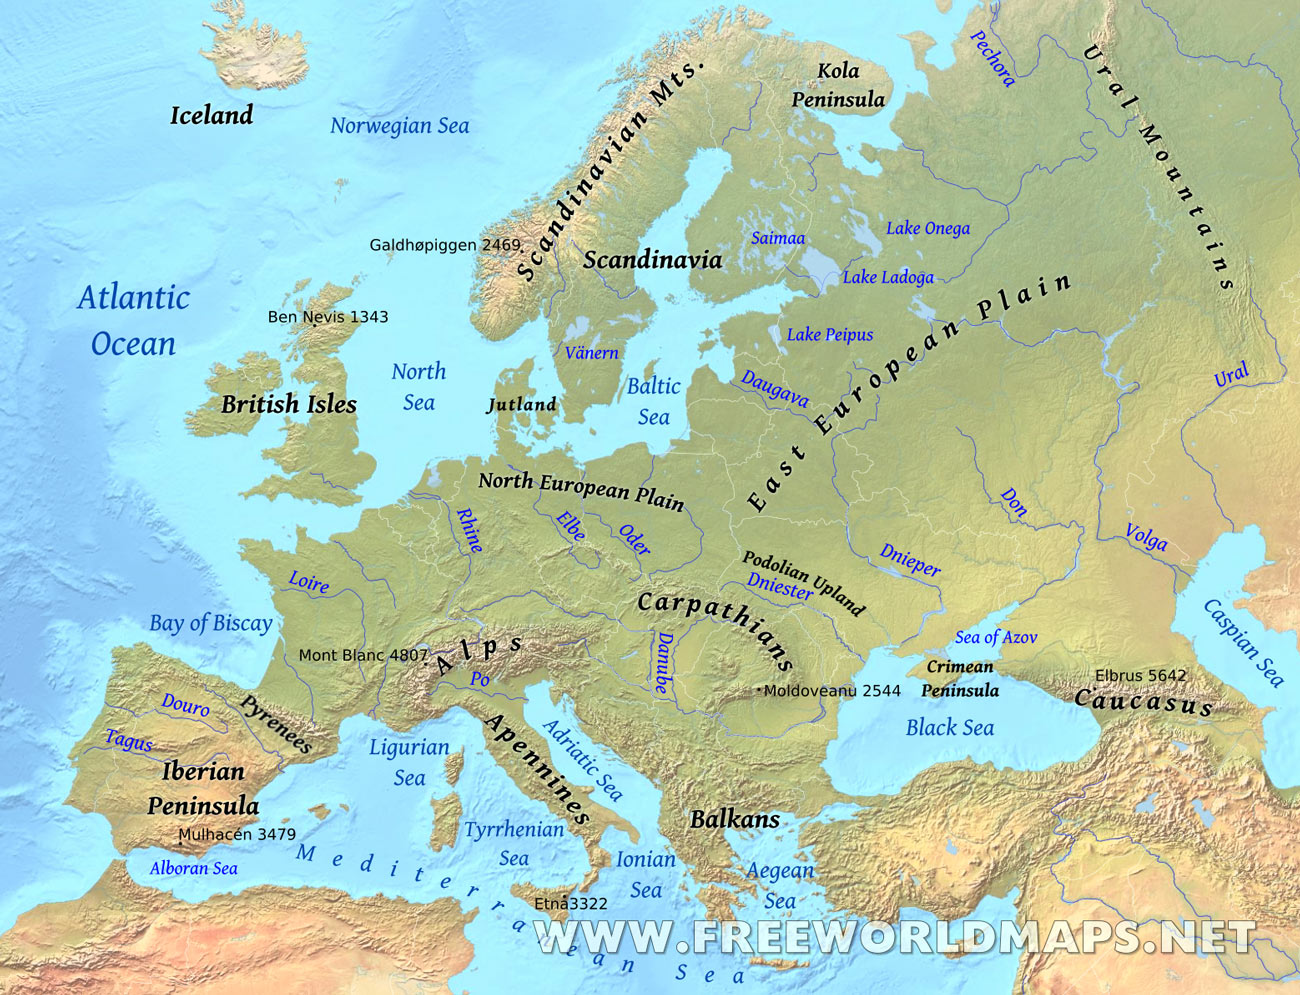 Iceland
Norwegian Sea
Scandinavian Mts.
Kola
Peninsula
Pechora
Ural Mountains
Galdhøpiggen 2469
Scandinavia
Saimaa
Lake Onega
Lake Ladoga
Atlantic
Ocean
Ben Nevis 1343
North
Sea
Vänern
Lake Peipus
East European Plain
Ural
British Isles
Jutland
Baltic
Sea
Daugava
North European Plain
Rhine
Elbe
Oder
Don
Volga
Loire
Carpathians
Podolian Upland
Dniester
Dnieper
Bay of Biscay
Mont Blanc 4807
Alps
Po
Danube
Sea of Azov
Caspian Sea
Crimean
Peninsula
Elbrus 5642
Caucasus
Moldoveanu 2544
Black Sea
Douro
Tagus
Pyrenees
Iberian
Peninsula
Ligurian
Sea
Apennines
Adriatic Sea
Balkans
Mulhacén 3479
Alboran Sea
Mediterranean Sea
Tyrrhenian
Sea
Ionian
Sea
Aegean
Sea
Etna3322
WWW.FREEWORLDMAPS.NET